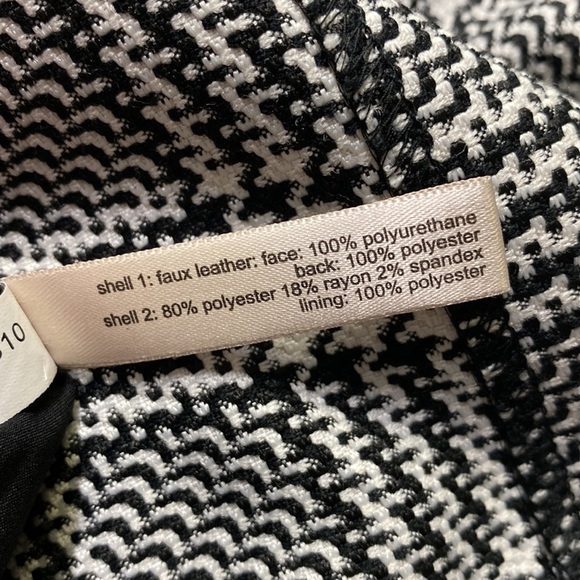 shell 1: faux leather: face: 100% polyurethane
back: 100% polyester
shell 2: 80% polyester 18% rayon 2% spandex
lining: 100% polyester